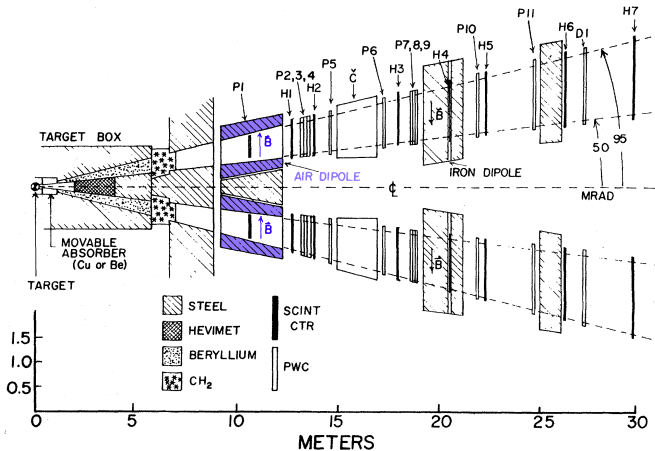 H7
P11
H6
D1
P10
H5
P7,8,9
H4
P6
H3
Č
P5
P2,3,4
H2
H1
P1
TARGET BOX
B⃗
B⃗
AIR DIPOLE
IRON DIPOLE
50
95
MRAD
℄
MOVABLE
ABSORBER
(Cu or Be)
TARGET
B⃗
B⃗
STEEL
HEVIMET
BERYLLIUM
CH₂
SCINT
CTR
PWC
1.5
1.0
0.5
0 5 10 15 20 25 30
METERS